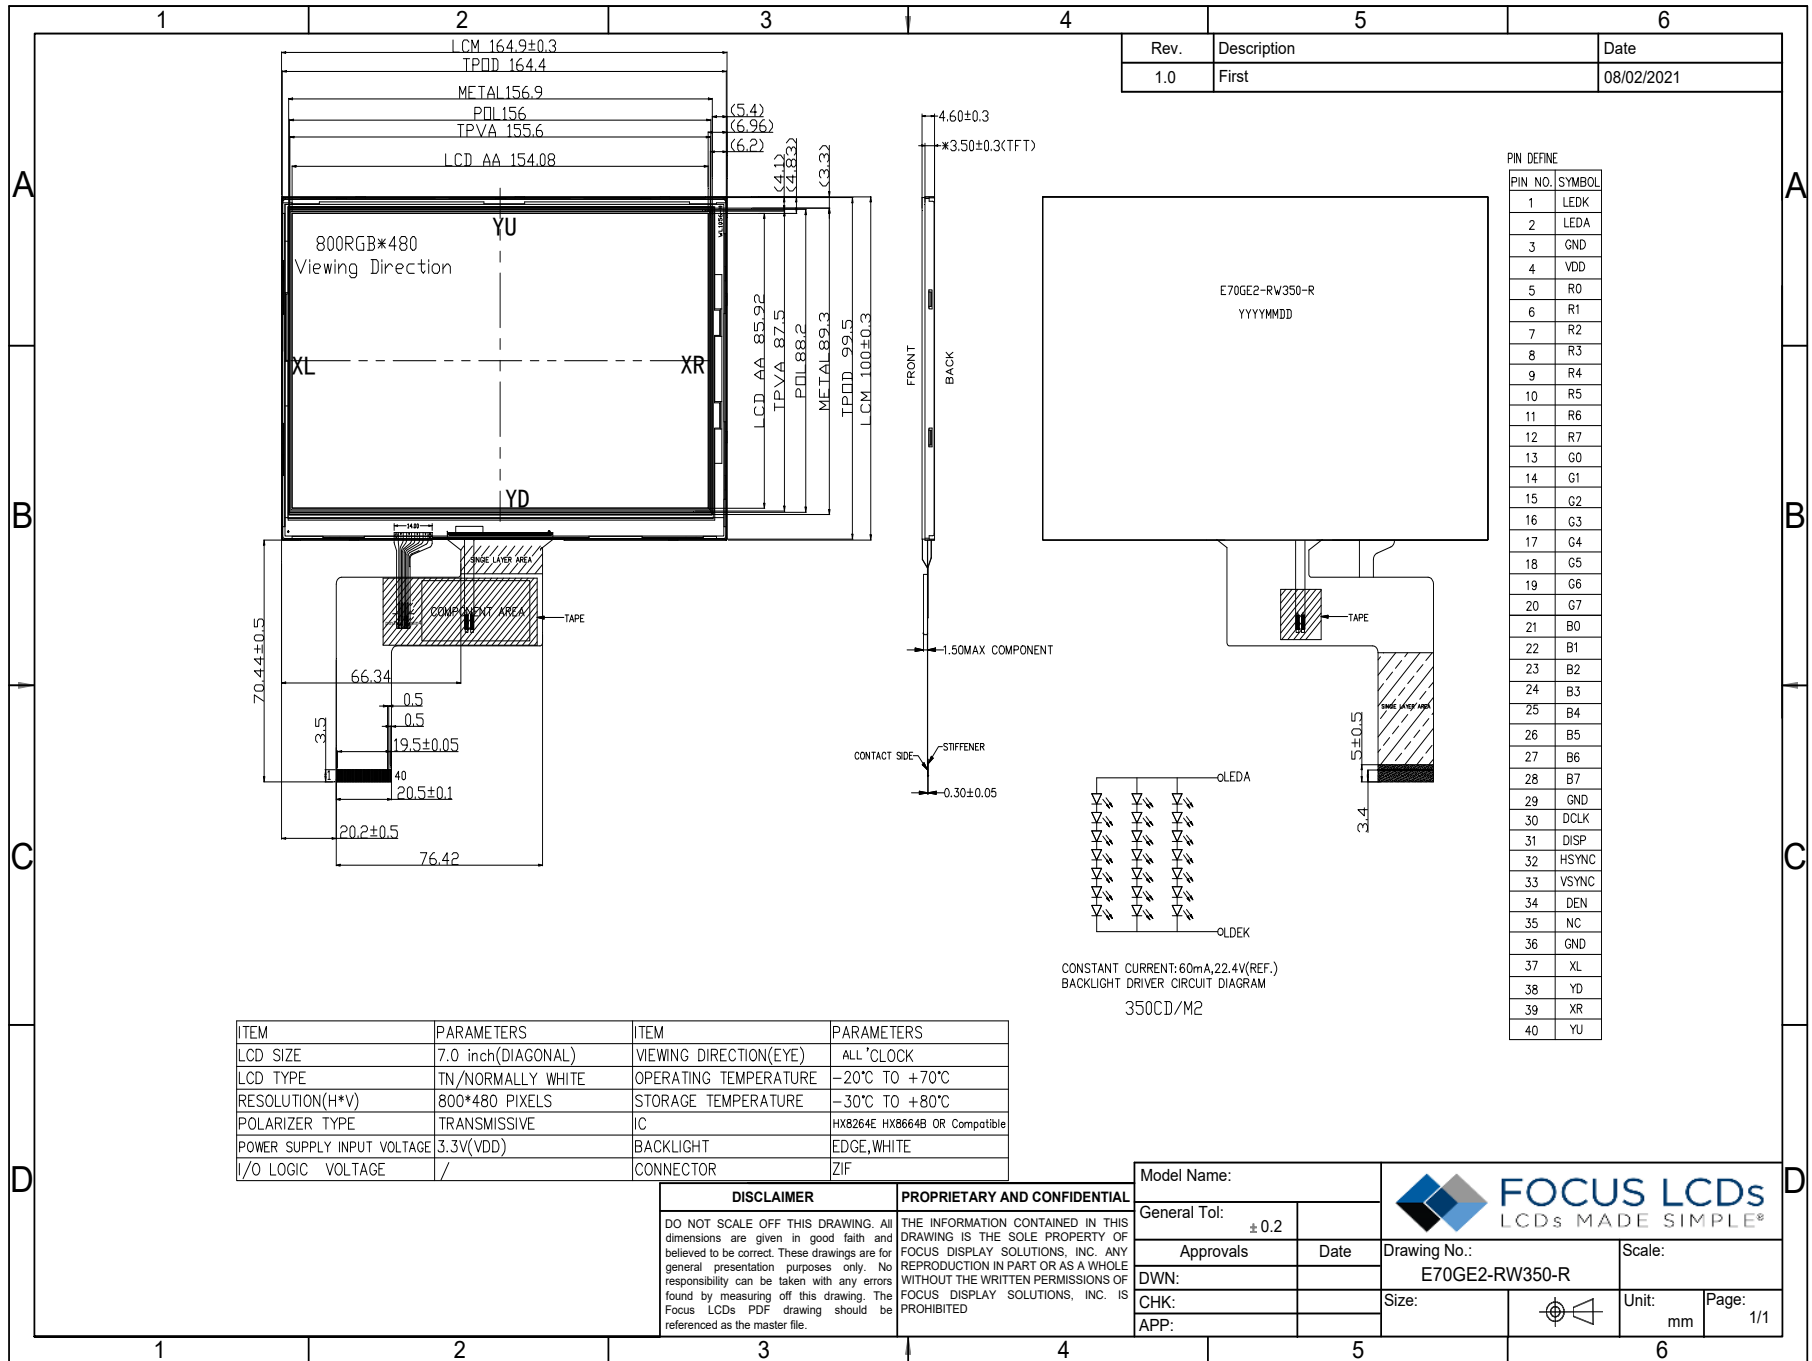 1 2 3 4 5 6
A
B
C
D
A
B
C
D
Rev. Description Date
1.0 First 08/02/2021
LCM 164.9±0.3
TPOD 164.4
METAL156.9
POL156
TPVA 155.6
LCD AA 154.08
(5.4)
(6.96)
(6.2)
(4.1)
(4.83)
(3.3)
800RGB*480
Viewing Direction
YU
XL
XR
YD
LCD AA 85.92
TPVA 87.5
POL88.2
METAL89.3
TPOD 99.5
LCM 100±0.3
14.00
SINGLE LAYER AREA
COMPONENT AREA
TAPE
70.44±0.5
66.34
0.5
0.5
3.5
19.5±0.05
1 40
20.5±0.1
20.2±0.5
76.42
4.60±0.3
*3.50±0.3(TFT)
FRONT
BACK
1.50MAX COMPONENT
CONTACT SIDE
STIFFENER
0.30±0.05
E70GE2-RW350-R
YYYYMMDD
TAPE
SINGE LAYER AREA
5±0.5
3.4
LEDA
LDEK
CONSTANT CURRENT:60mA,22.4V(REF.)
BACKLIGHT DRIVER CIRCUIT DIAGRAM
350CD/M2
PIN DEFINE
PIN NO. SYMBOL
1 LEDK
2 LEDA
3 GND
4 VDD
5 R0
6 R1
7 R2
8 R3
9 R4
10 R5
11 R6
12 R7
13 G0
14 G1
15 G2
16 G3
17 G4
18 G5
19 G6
20 G7
21 B0
22 B1
23 B2
24 B3
25 B4
26 B5
27 B6
28 B7
29 GND
30 DCLK
31 DISP
32 HSYNC
33 VSYNC
34 DEN
35 NC
36 GND
37 XL
38 YD
39 XR
40 YU
ITEM PARAMETERS ITEM PARAMETERS
LCD SIZE 7.0 inch(DIAGONAL) VIEWING DIRECTION(EYE) ALL 'CLOCK
LCD TYPE TN/NORMALLY WHITE OPERATING TEMPERATURE -20°C TO +70°C
RESOLUTION(H*V) 800*480 PIXELS STORAGE TEMPERATURE -30°C TO +80°C
POLARIZER TYPE TRANSMISSIVE IC HX8264E HX8664B OR Compatible
POWER SUPPLY INPUT VOLTAGE 3.3V(VDD) BACKLIGHT EDGE,WHITE
I/O LOGIC VOLTAGE / CONNECTOR ZIF
DISCLAIMER
DO NOT SCALE OFF THIS DRAWING. All
dimensions are given in good faith and
believed to be correct. These drawings are for
general presentation purposes only. No
responsibility can be taken with any errors
found by measuring off this drawing. The
Focus LCDs PDF drawing should be
referenced as the master file.
PROPRIETARY AND CONFIDENTIAL
THE INFORMATION CONTAINED IN THIS
DRAWING IS THE SOLE PROPERTY OF
FOCUS DISPLAY SOLUTIONS, INC. ANY
REPRODUCTION IN PART OR AS A WHOLE
WITHOUT THE WRITTEN PERMISSIONS OF
FOCUS DISPLAY SOLUTIONS, INC. IS
PROHIBITED
Model Name:
General Tol:
±0.2
Approvals Date
DWN:
CHK:
APP:
FOCUS LCDs
LCDs MADE SIMPLE®
Drawing No.:
E70GE2-RW350-R
Scale:
Size:
Unit:
mm
Page:
1/1
1 2 3 4 5 6